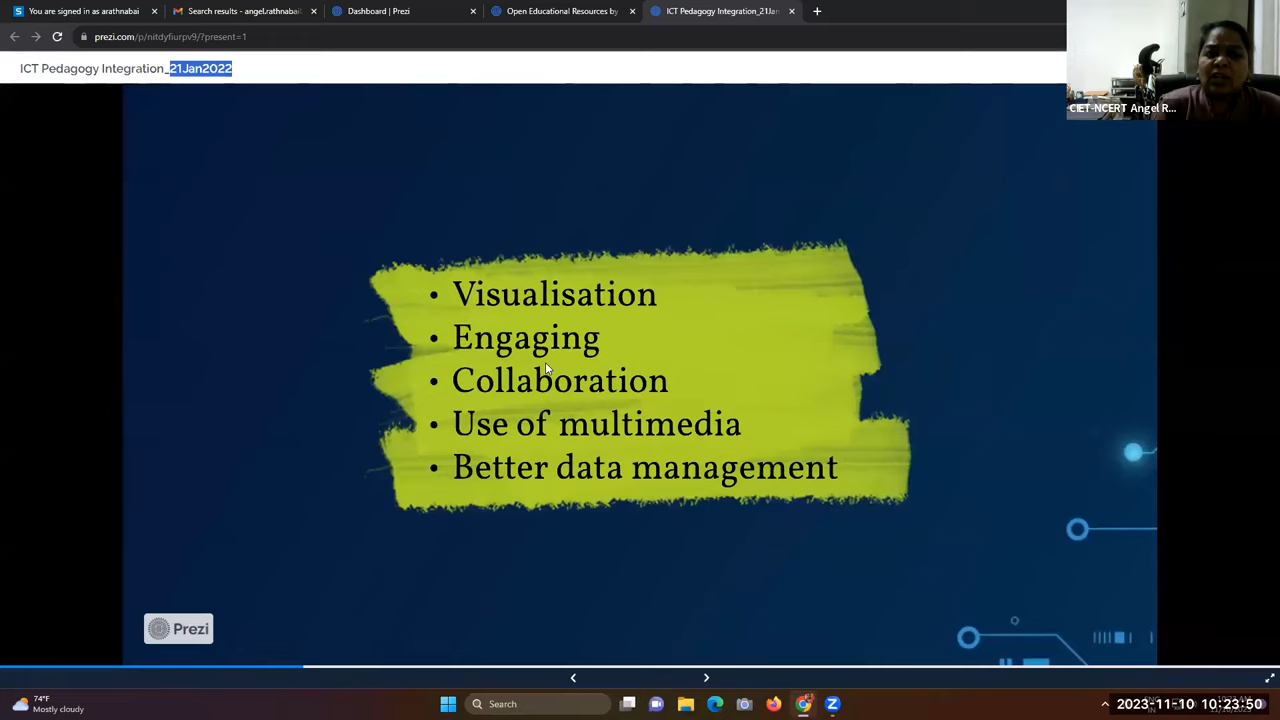 You are signed in as arathnabai
Search results - angel.rathnabai
Dashboard | Prezi
Open Educational Resources by
ICT Pedagogy Integration_21Jan
prezi.com/p/nitdyfiurpv9/?present=1
ICT Pedagogy Integration_21Jan2022
CIET-NCERT Angel R...
• Visualisation
• Engaging
• Collaboration
• Use of multimedia
• Better data management
Prezi
74°F
Mostly cloudy
Search
2023-11-10 10:23:50